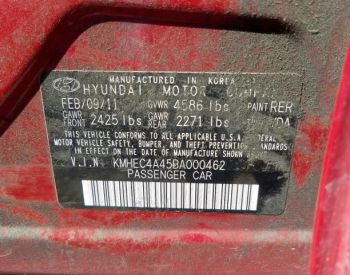 MANUFACTURED IN KOREA BY
HYUNDAI MOTOR
FEB/09/11 GVWR 4586 lbs PAINT RER
GAWR FRONT 2425 lbs GAWR REAR 2271 lbs
THIS VEHICLE CONFORMS TO ALL APPLICABLE U.S.A FEDERAL
MOTOR VEHICLE SAFETY, BUMPER, AND THEFT PREVENTION
STANDARDS IN EFFECT ON THE DATE OF MANUFACTURE
V.I.N KMHEC4A45BA000462
PASSENGER CAR